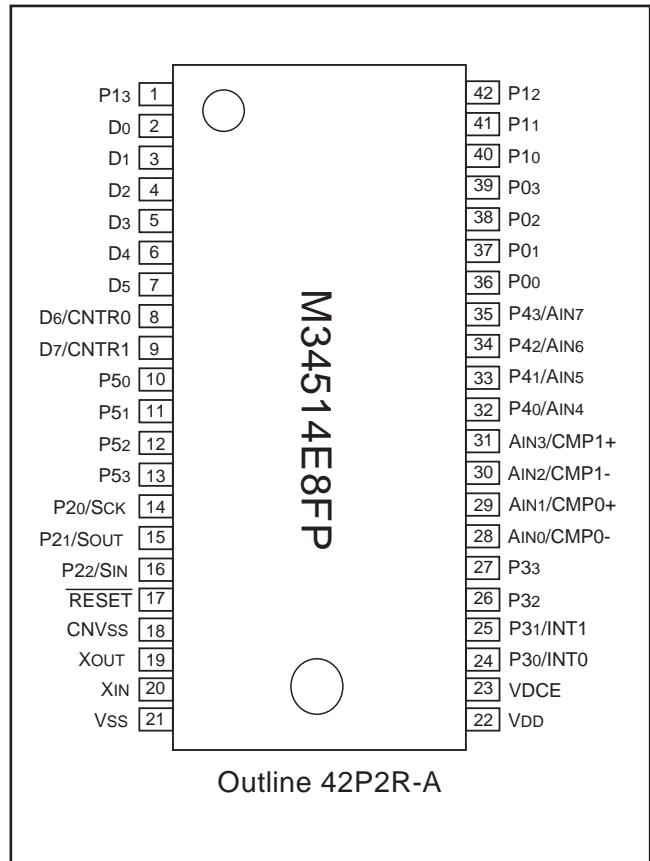 P13 1
D0 2
D1 3
D2 4
D3 5
D4 6
D5 7
D6/CNTR0 8
D7/CNTR1 9
P50 10
P51 11
P52 12
P53 13
P20/SCK 14
P21/SOUT 15
P22/SIN 16
RESET 17
CNVSS 18
XOUT 19
XIN 20
VSS 21
M34514E8FP
42 P12
41 P11
40 P10
39 P03
38 P02
37 P01
36 P00
35 P43/AIN7
34 P42/AIN6
33 P41/AIN5
32 P40/AIN4
31 AIN3/CMP1+
30 AIN2/CMP1-
29 AIN1/CMP0+
28 AIN0/CMP0-
27 P33
26 P32
25 P31/INT1
24 P30/INT0
23 VDCE
22 VDD
Outline 42P2R-A